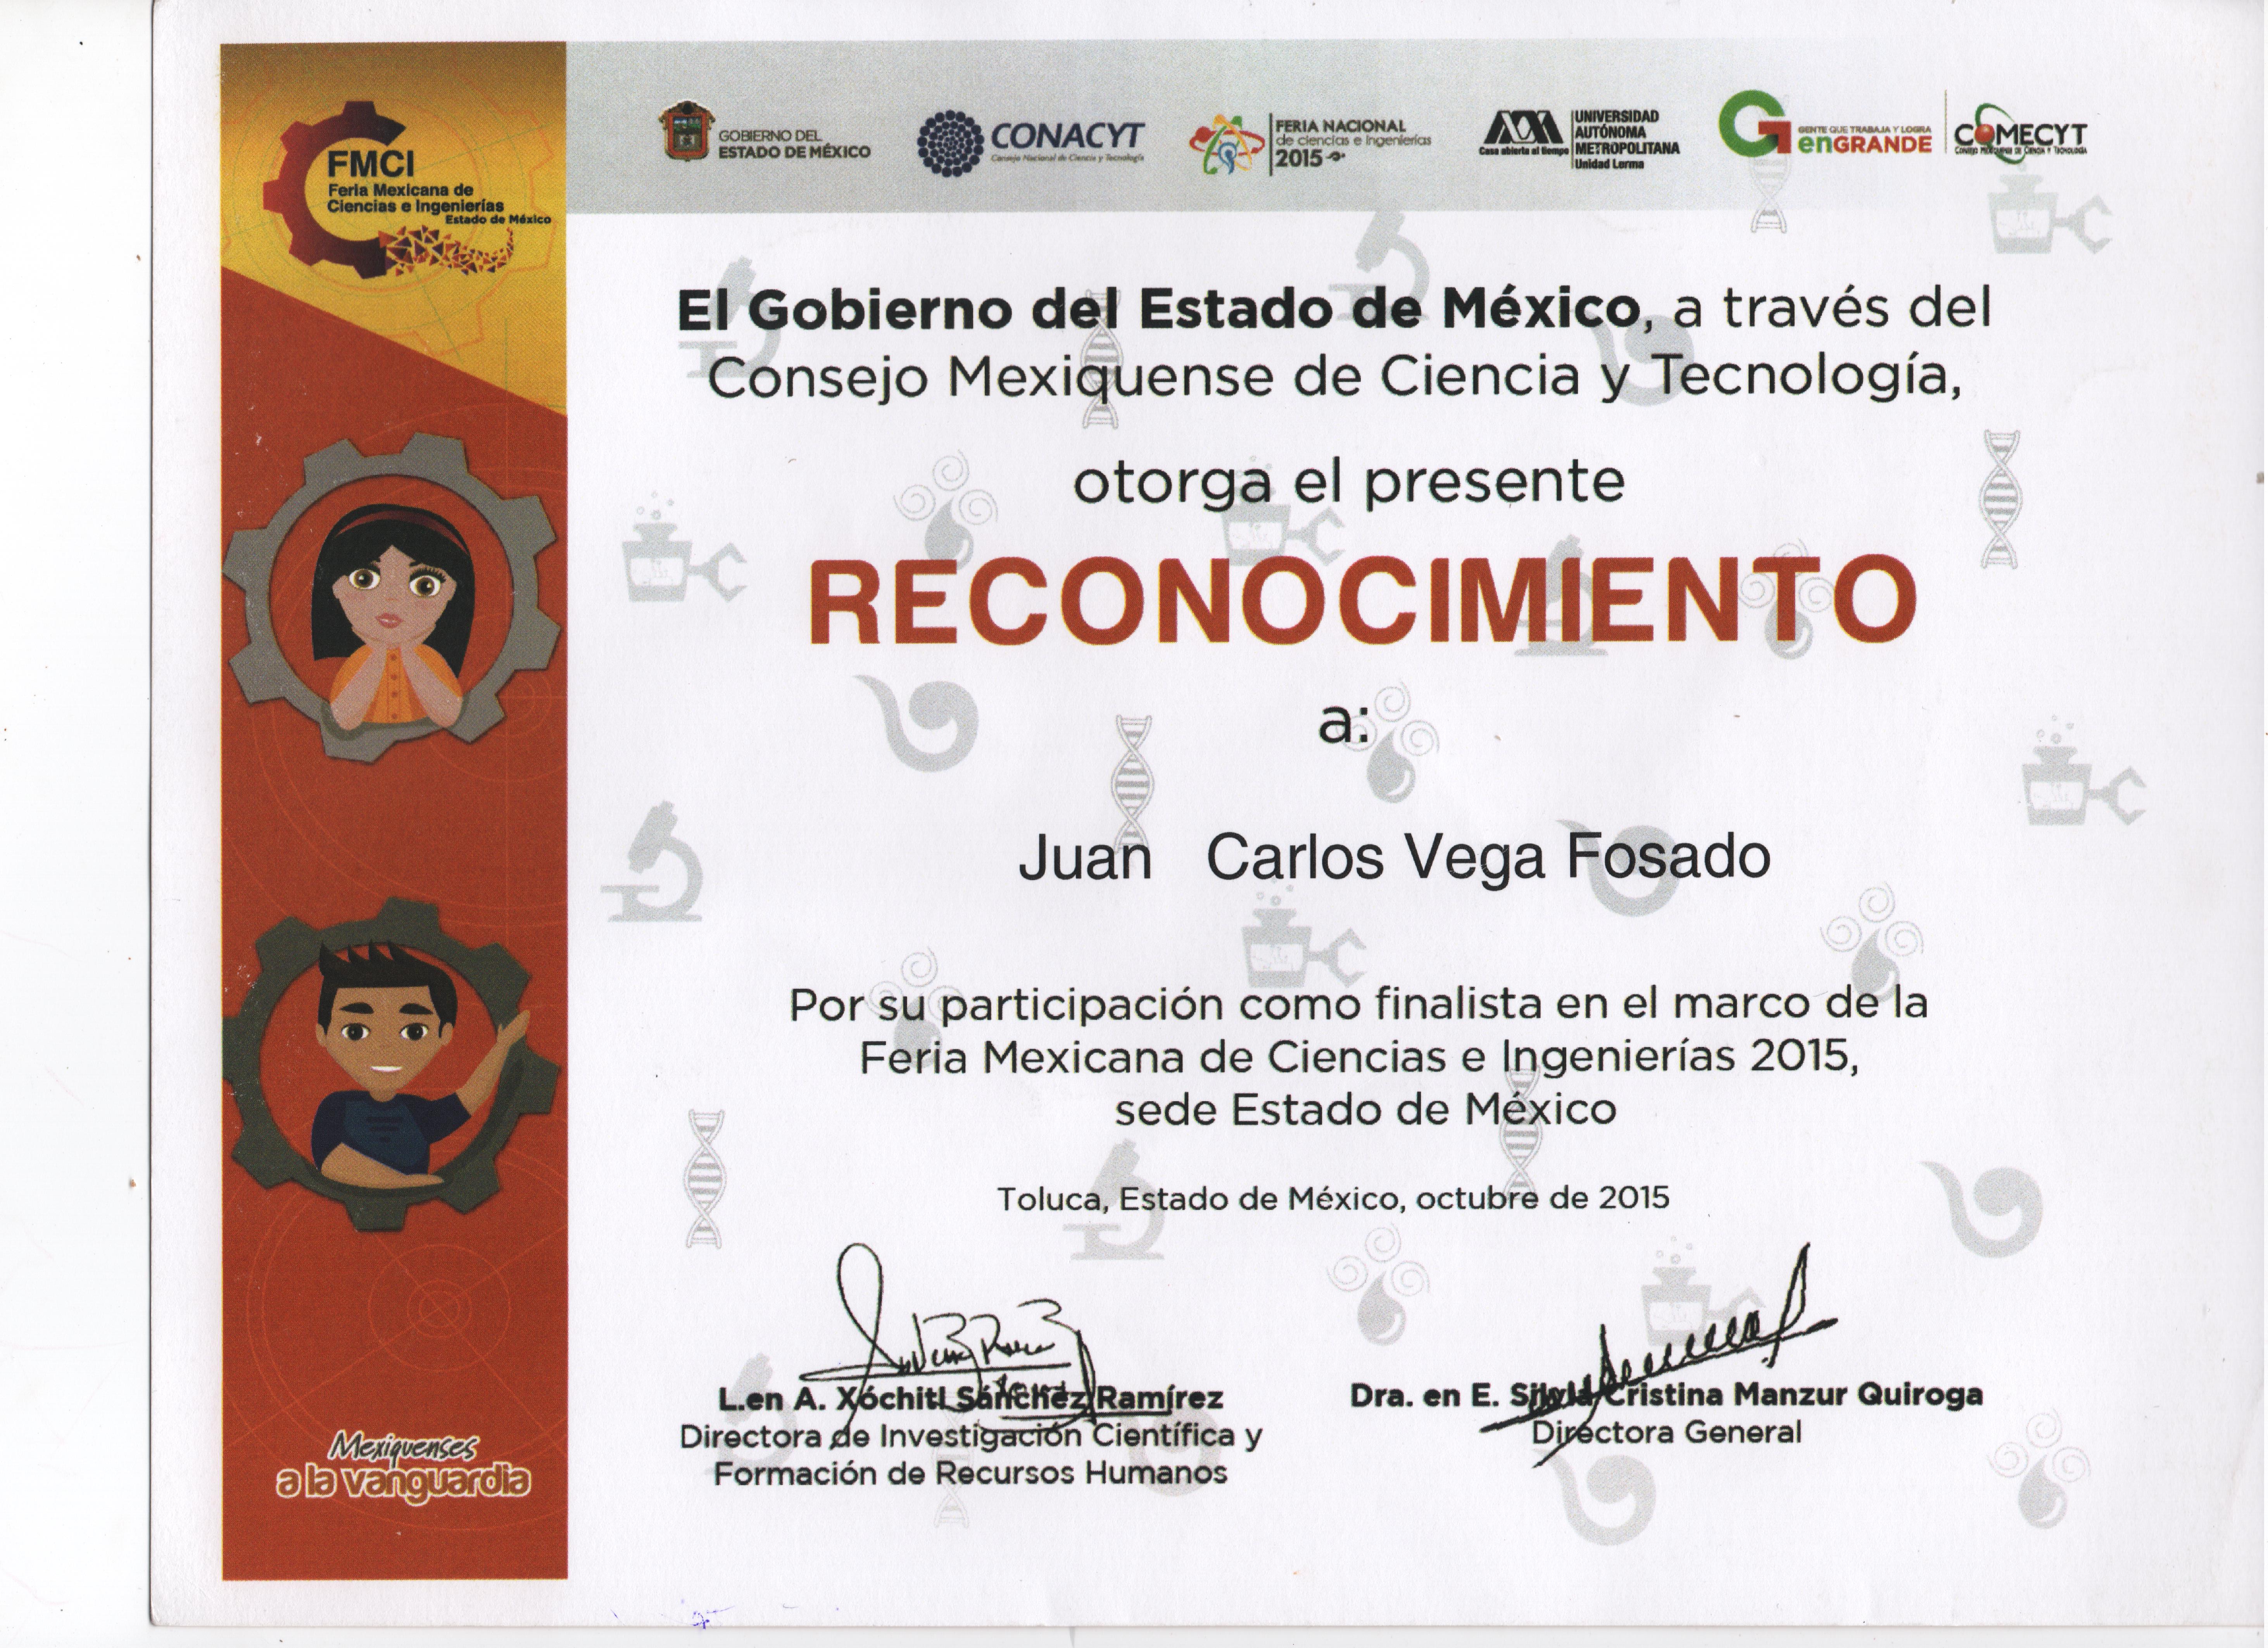 FMCI
Feria Mexicana de
Ciencias e Ingenierías
Estado de México
GOBIERNO DEL
ESTADO DE MÉXICO
CONACYT
Consejo Nacional de Ciencia y Tecnología
FERIA NACIONAL
de ciencias e ingenierías
2015
Casa abierta al tiempo
UNIVERSIDAD
AUTÓNOMA
METROPOLITANA
Unidad Lerma
GENTE QUE TRABAJA Y LOGRA
enGRANDE
COMECYT
CONSEJO MEXIQUENSE DE CIENCIA Y TECNOLOGÍA
El Gobierno del Estado de México, a través del
Consejo Mexiquense de Ciencia y Tecnología,
otorga el presente
RECONOCIMIENTO
a:
Juan Carlos Vega Fosado
Por su participación como finalista en el marco de la
Feria Mexicana de Ciencias e Ingenierías 2015,
sede Estado de México
Toluca, Estado de México, octubre de 2015
L.en A. Xóchitl Sánchez Ramírez
Directora de Investigación Científica y
Formación de Recursos Humanos
Dra. en E. Silvia Cristina Manzur Quiroga
Directora General
Mexiquenses
a la vanguardia